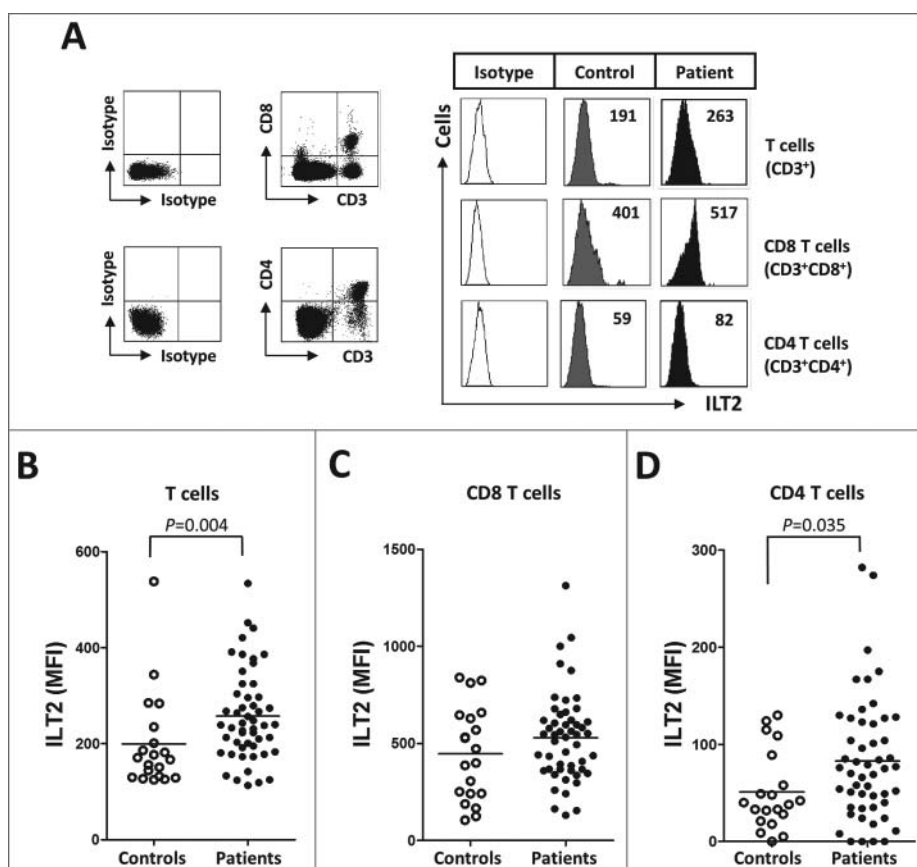 A
Isotype
Isotype
CD8
CD3
Isotype
Isotype
CD4
CD3
Isotype Control Patient
Cells
191 263
T cells
(CD3⁺)
401 517
CD8 T cells
(CD3⁺CD8⁺)
59 82
CD4 T cells
(CD3⁺CD4⁺)
ILT2
B
T cells
P=0.004
ILT2 (MFI)
600
400
200
0
Controls Patients
C
CD8 T cells
ILT2 (MFI)
1500
1000
500
0
Controls Patients
D
CD4 T cells
P=0.035
ILT2 (MFI)
300
200
100
0
Controls Patients